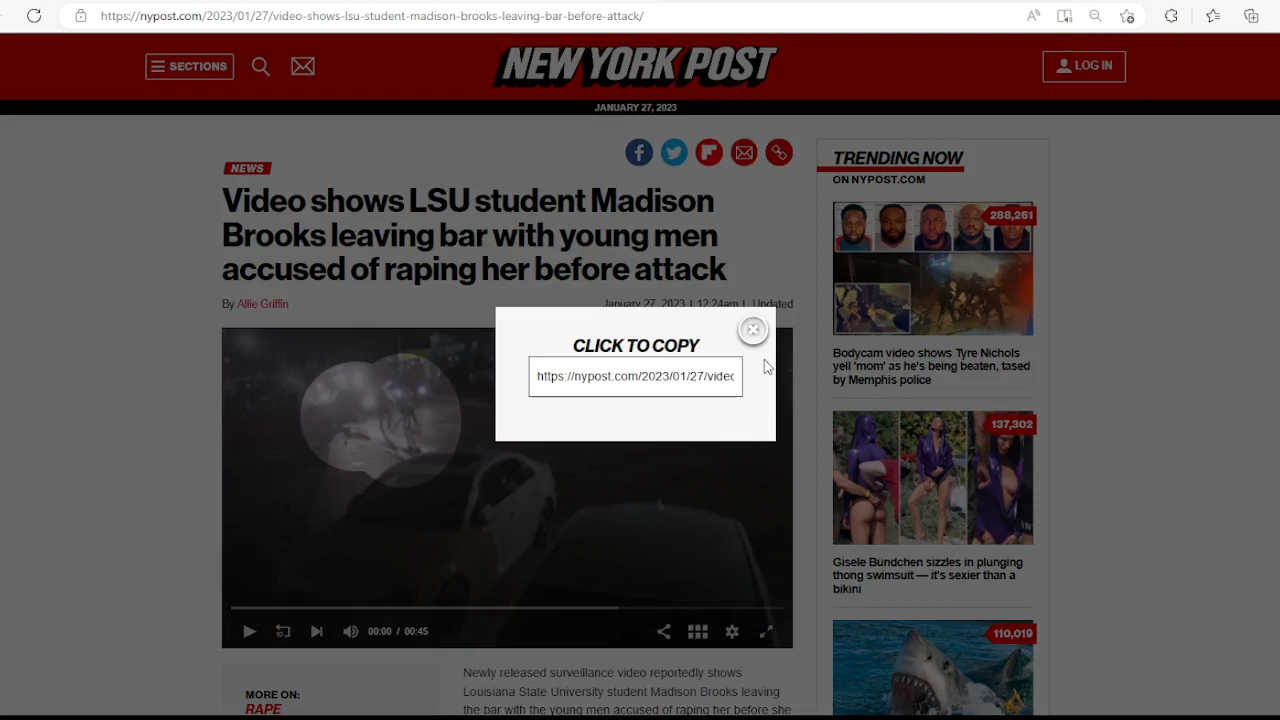 https://nypost.com/2023/01/27/video-shows-lsu-student-madison-brooks-leaving-bar-before-attack/
SECTIONS
NEW YORK POST
LOG IN
JANUARY 27, 2023
NEWS
Video shows LSU student Madison
Brooks leaving bar with young men
accused of raping her before attack
By Allie Griffin
January 27, 2023 | 12:24am | Updated
CLICK TO COPY
https://nypost.com/2023/01/27/videc
10
00:00 / 00:45
MORE ON:
RAPE
Newly released surveillance video reportedly shows
Louisiana State University student Madison Brooks leaving
the bar with the young men accused of raping her before she
TRENDING NOW
ON NYPOST.COM
288,261
Bodycam video shows Tyre Nichols
yell 'mom' as he's being beaten, tased
by Memphis police
137,302
Gisele Bündchen sizzles in plunging
thong swimsuit — it's sexier than a
bikini
110,019